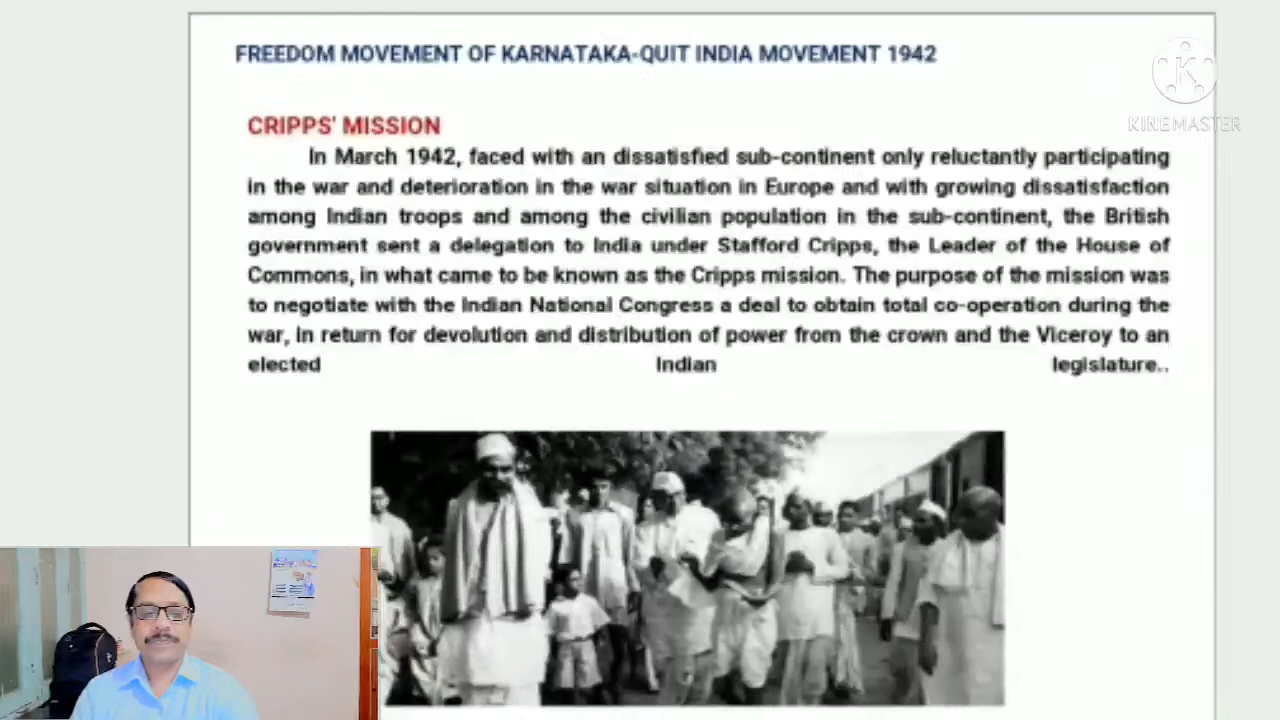 FREEDOM MOVEMENT OF KARNATAKA-QUIT INDIA MOVEMENT 1942
KINEMASTER
CRIPPS' MISSION
In March 1942, faced with an dissatisfied sub-continent only reluctantly participating
in the war and deterioration in the war situation in Europe and with growing dissatisfaction
among Indian troops and among the civilian population in the sub-continent, the British
government sent a delegation to India under Stafford Cripps, the Leader of the House of
Commons, in what came to be known as the Cripps mission. The purpose of the mission was
to negotiate with the Indian National Congress a deal to obtain total co-operation during the
war, in return for devolution and distribution of power from the crown and the Viceroy to an
elected Indian legislature..